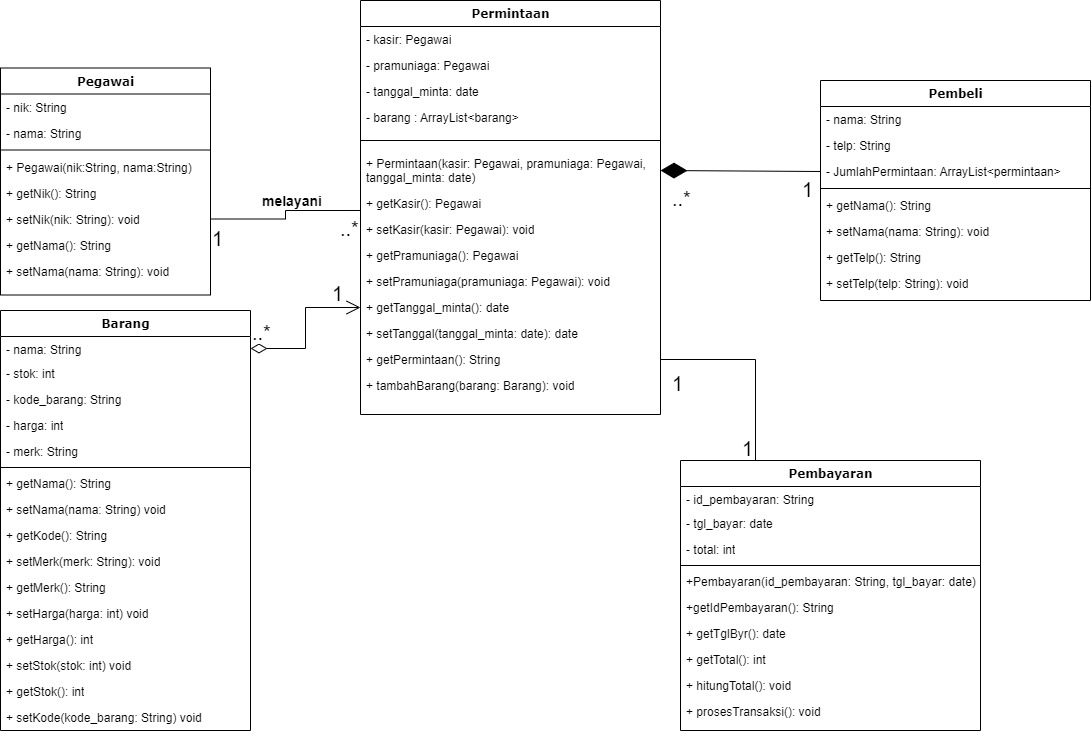 Permintaan
- kasir: Pegawai
- pramuniaga: Pegawai
- tanggal_minta: date
- barang : ArrayList<barang>
+ Permintaan(kasir: Pegawai, pramuniaga: Pegawai,
tanggal_minta: date)
+ getKasir(): Pegawai
+ setKasir(kasir: Pegawai): void
+ getPramuniaga(): Pegawai
+ setPramuniaga(pramuniaga: Pegawai): void
+ getTanggal_minta(): date
+ setTanggal(tanggal_minta: date): date
+ getPermintaan(): String
+ tambahBarang(barang: Barang): void
Pegawai
- nik: String
- nama: String
+ Pegawai(nik:String, nama:String)
+ getNik(): String
+ setNik(nik: String): void
+ getNama(): String
+ setNama(nama: String): void
melayani
1
..*
Pembeli
- nama: String
- telp: String
- JumlahPermintaan: ArrayList<permintaan>
+ getNama(): String
+ setNama(nama: String): void
+ getTelp(): String
+ setTelp(telp: String): void
1
..*
Barang
- nama: String
- stok: int
- kode_barang: String
- harga: int
- merk: String
+ getNama(): String
+ setNama(nama: String) void
+ getKode(): String
+ setMerk(merk: String): void
+ getMerk(): String
+ setHarga(harga: int) void
+ getHarga(): int
+ setStok(stok: int) void
+ getStok(): int
+ setKode(kode_barang: String) void
..*
1
1
1
Pembayaran
- id_pembayaran: String
- tgl_bayar: date
- total: int
+Pembayaran(id_pembayaran: String, tgl_bayar: date)
+getIdPembayaran(): String
+ getTglByr(): date
+ getTotal(): int
+ hitungTotal(): void
+ prosesTransaksi(): void